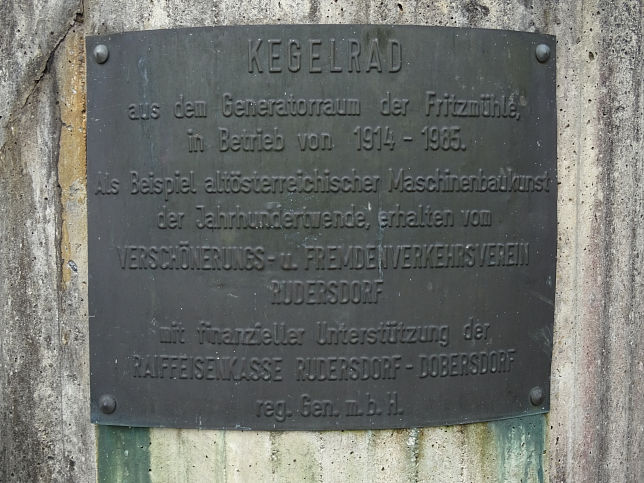 KEGELRAD
aus dem Generatorraum der Fritzmühle,
in Betrieb von 1914 - 1985.
Als Beispiel altösterreichischer Maschinenbaukunst
der Jahrhundertwende, erhalten vom
VERSCHÖNERUNGS- u. FREMDENVERKEHRSVEREIN
RUDERSDORF
mit finanzieller Unterstützung der
RAIFFEISENKASSE RUDERSDORF - DOBERSDORF
reg. Gen. m. b. H.